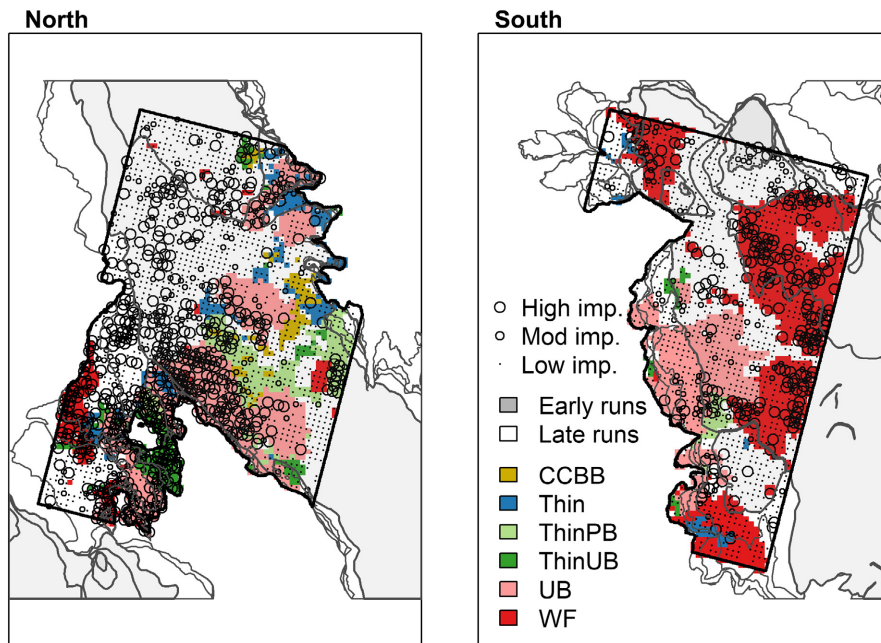 North
South
High imp.
Mod imp.
Low imp.
Early runs
Late runs
CCBB
Thin
ThinPB
ThinUB
UB
WF